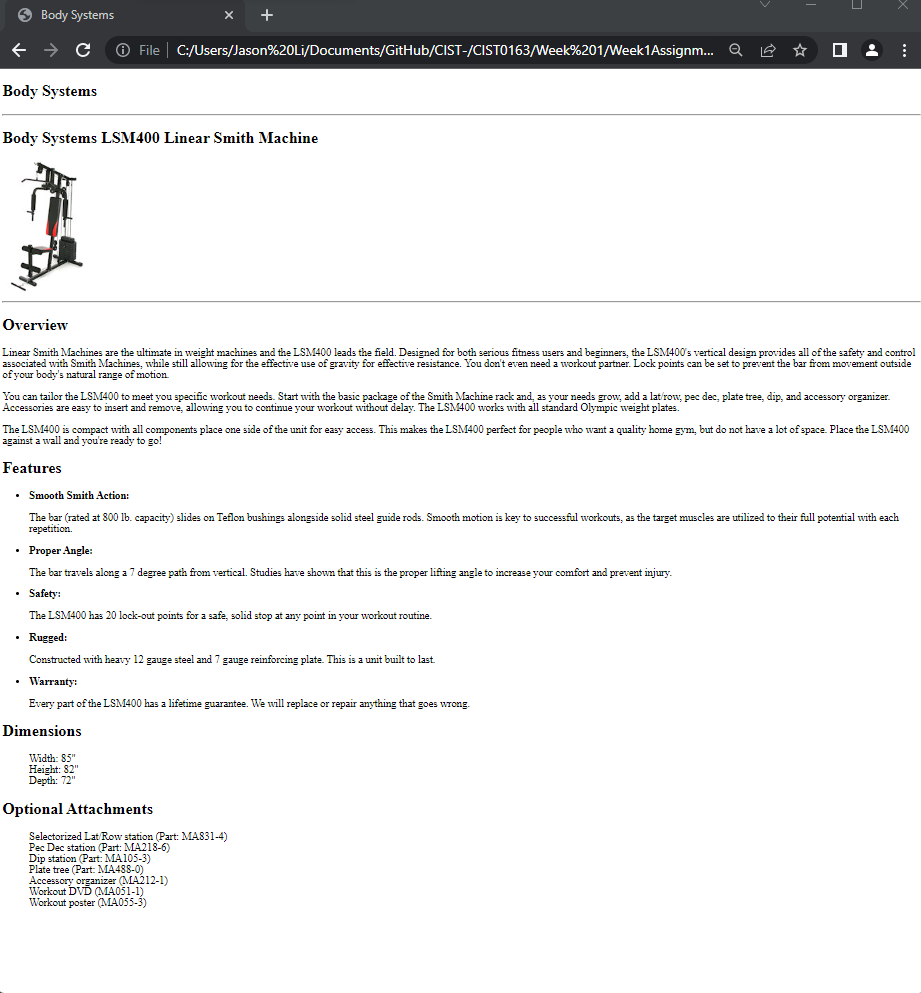 Body Systems
File
C:/Users/Jason%20Li/Documents/GitHub/CIST-/CIST0163/Week%201/Week1Assignm...
Body Systems
Body Systems LSM400 Linear Smith Machine
Overview
Linear Smith Machines are the ultimate in weight machines and the LSM400 leads the field. Designed for both serious fitness users and beginners, the LSM400's vertical design provides all of the safety and control
associated with Smith Machines, while still allowing for the effective use of gravity for effective resistance. You don't even need a workout partner. Lock points can be set to prevent the bar from movement outside
of your body's natural range of motion.
You can tailor the LSM400 to meet you specific workout needs. Start with the basic package of the Smith Machine rack and, as your needs grow, add a lat/row, pec dec, plate tree, dip, and accessory organizer.
Accessories are easy to insert and remove, allowing you to continue your workout without delay. The LSM400 works with all standard Olympic weight plates.
The LSM400 is compact with all components place one side of the unit for easy access. This makes the LSM400 perfect for people who want a quality home gym, but do not have a lot of space. Place the LSM400
against a wall and you're ready to go!
Features
• Smooth Smith Action:
The bar (rated at 800 lb. capacity) slides on Teflon bushings alongside solid steel guide rods. Smooth motion is key to successful workouts, as the target muscles are utilized to their full potential with each
repetition.
• Proper Angle:
The bar travels along a 7 degree path from vertical. Studies have shown that this is the proper lifting angle to increase your comfort and prevent injury.
• Safety:
The LSM400 has 20 lock-out points for a safe, solid stop at any point in your workout routine.
• Rugged:
Constructed with heavy 12 gauge steel and 7 gauge reinforcing plate. This is a unit built to last.
• Warranty:
Every part of the LSM400 has a lifetime guarantee. We will replace or repair anything that goes wrong.
Dimensions
Width: 85"
Height: 82"
Depth: 72"
Optional Attachments
Selectorized Lat/Row station (Part: MA831-4)
Pec Dec station (Part: MA218-6)
Dip station (Part: MA105-3)
Plate tree (Part: MA488-0)
Accessory organizer (MA212-1)
Workout DVD (MA051-1)
Workout poster (MA055-3)